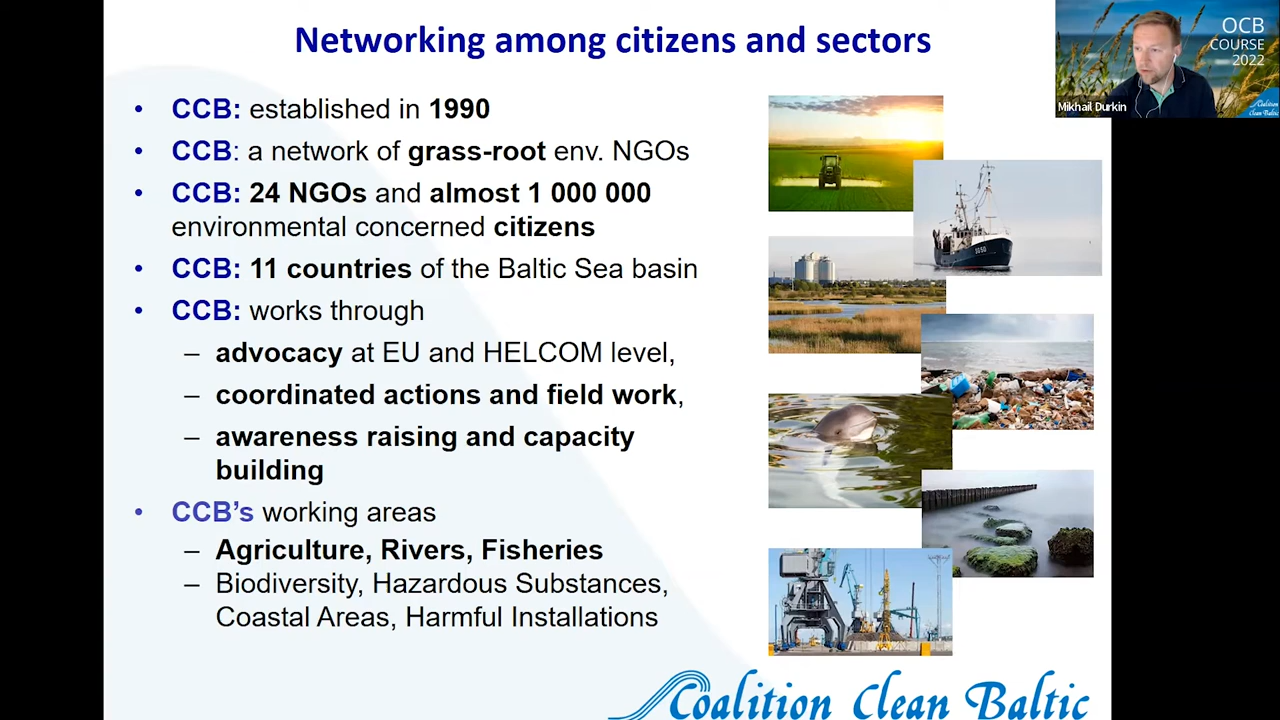 Networking among citizens and sectors
• CCB: established in 1990
• CCB: a network of grass-root env. NGOs
• CCB: 24 NGOs and almost 1 000 000
environmental concerned citizens
• CCB: 11 countries of the Baltic Sea basin
• CCB: works through
– advocacy at EU and HELCOM level,
– coordinated actions and field work,
– awareness raising and capacity
building
• CCB's working areas
– Agriculture, Rivers, Fisheries
– Biodiversity, Hazardous Substances,
Coastal Areas, Harmful Installations
Coalition Clean Baltic
OCB
COURSE
2022
Mikhail Durkin
Coalition
Clean Baltic